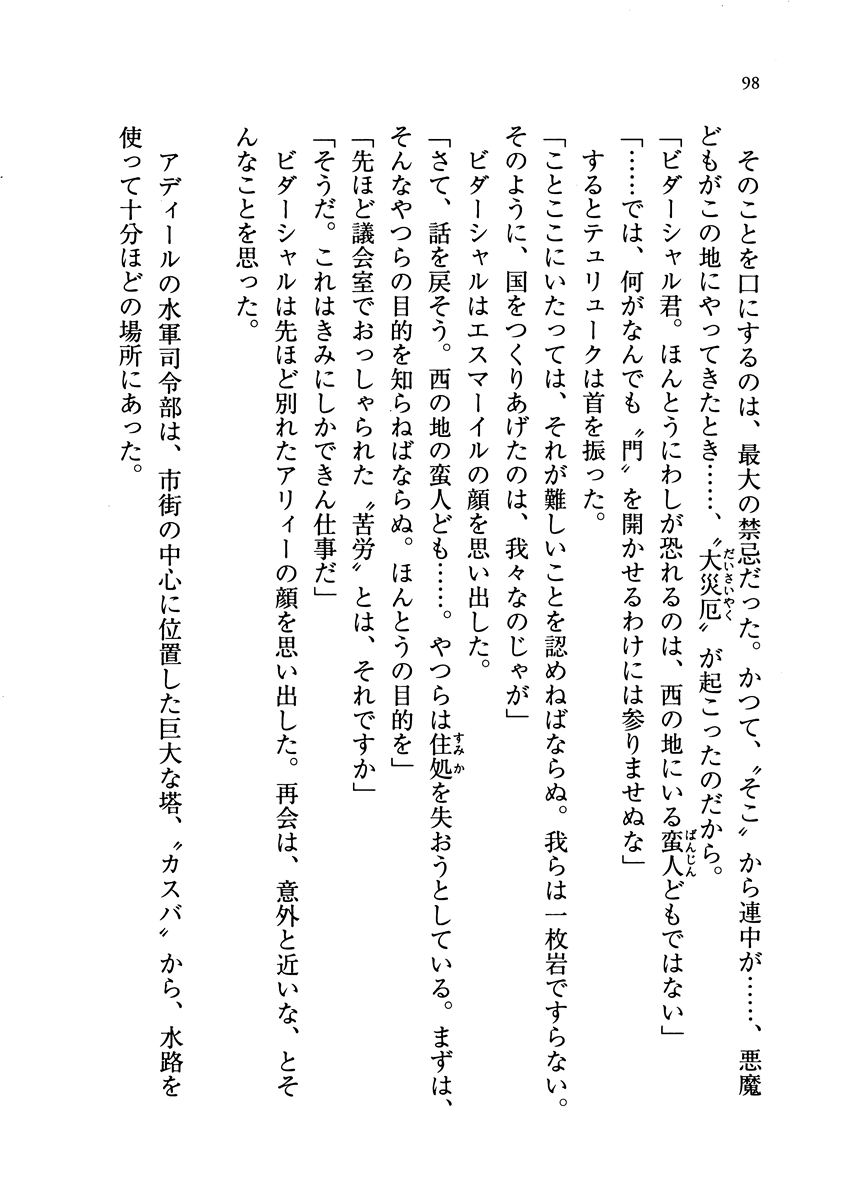 98
そのことを口にするのは、最大の禁忌だった。かつて、〝そこ〟から連中が……、悪魔
どもがこの地にやってきたとき……、〝大災厄〟が起こったのだから。
だいさいやく
「ビダーシャル君。ほんとうにわしが恐れるのは、西の地にいる蛮人どもではない」
ばんじん
「……では、何がなんでも〝門〟を開かせるわけには参りませぬな」
するとテュリュークは首を振った。
「ことここにいたっては、それが難しいことを認めねばならぬ。我らは一枚岩ですらない。
そのように、国をつくりあげたのは、我々なのじゃが」
ビダーシャルはエスマーイルの顔を思い出した。
「さて、話を戻そう。西の地の蛮人ども……。やつらは住処を失おうとしている。まずは、
すみか
そんなやつらの目的を知らねばならぬ。ほんとうの目的を」
「先ほど議会室でおっしゃられた〝苦労〟とは、それですか」
「そうだ。これはきみにしかできん仕事だ」
ビダーシャルは先ほど別れたアリィーの顔を思い出した。再会は、意外と近いな、とそ
んなことを思った。
アディールの水軍司令部は、市街の中心に位置した巨大な塔、〝カスバ〟から、水路を
使って十分ほどの場所にあった。